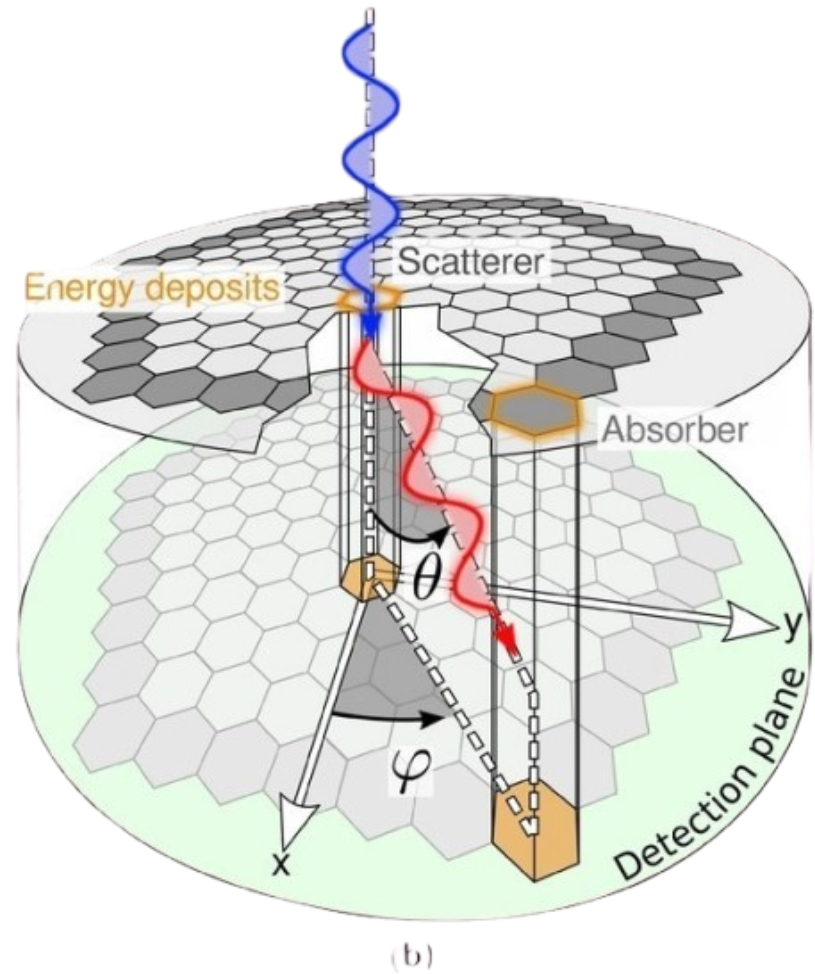 Scatterer
Energy deposits
Absorber
θ
y
φ
x
Detection plane
(b)